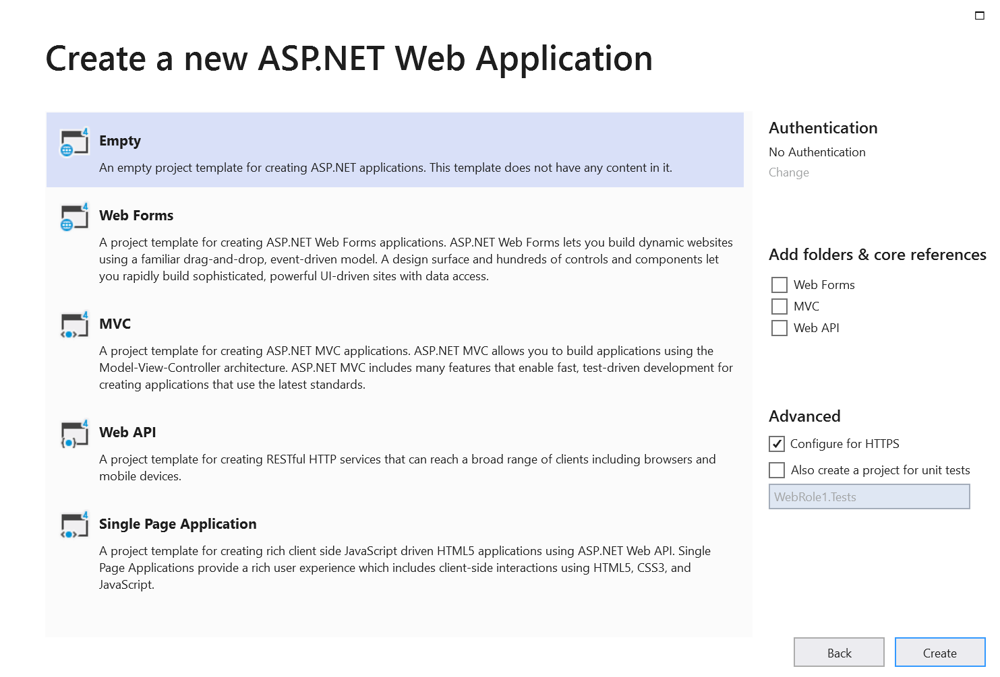 Create a new ASP.NET Web Application
Empty
An empty project template for creating ASP.NET applications. This template does not have any content in it.
Web Forms
A project template for creating ASP.NET Web Forms applications. ASP.NET Web Forms lets you build dynamic websites
using a familiar drag-and-drop, event-driven model. A design surface and hundreds of controls and components let
you rapidly build sophisticated, powerful UI-driven sites with data access.
MVC
A project template for creating ASP.NET MVC applications. ASP.NET MVC allows you to build applications using the
Model-View-Controller architecture. ASP.NET MVC includes many features that enable fast, test-driven development for
creating applications that use the latest standards.
Web API
A project template for creating RESTful HTTP services that can reach a broad range of clients including browsers and
mobile devices.
Single Page Application
A project template for creating rich client side JavaScript driven HTML5 applications using ASP.NET Web API. Single
Page Applications provide a rich user experience which includes client-side interactions using HTML5, CSS3, and
JavaScript.
Authentication
No Authentication
Change
Add folders & core references
Web Forms
MVC
Web API
Advanced
Configure for HTTPS
Also create a project for unit tests
WebRole1.Tests
Back
Create